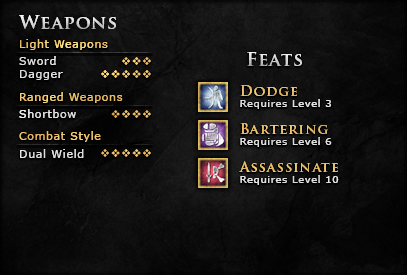 Weapons
Light Weapons
Sword
Dagger
Ranged Weapons
Shortbow
Combat Style
Dual Wield
Feats
Dodge
Requires Level 3
Bartering
Requires Level 6
Assassinate
Requires Level 10